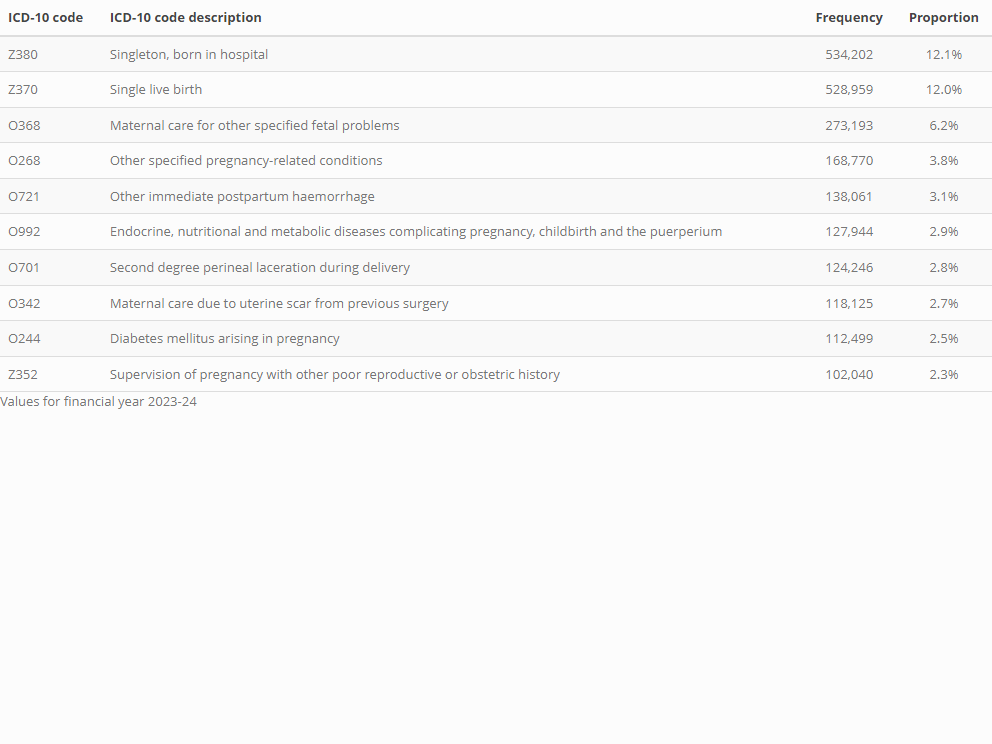 ICD-10 code ICD-10 code description Frequency Proportion
Z380 Singleton, born in hospital 534,202 12.1%
Z370 Single live birth 528,959 12.0%
O368 Maternal care for other specified fetal problems 273,193 6.2%
O268 Other specified pregnancy-related conditions 168,770 3.8%
O721 Other immediate postpartum haemorrhage 138,061 3.1%
O992 Endocrine, nutritional and metabolic diseases complicating pregnancy, childbirth and the puerperium 127,944 2.9%
O701 Second degree perineal laceration during delivery 124,246 2.8%
O342 Maternal care due to uterine scar from previous surgery 118,125 2.7%
O244 Diabetes mellitus arising in pregnancy 112,499 2.5%
Z352 Supervision of pregnancy with other poor reproductive or obstetric history 102,040 2.3%
Values for financial year 2023-24